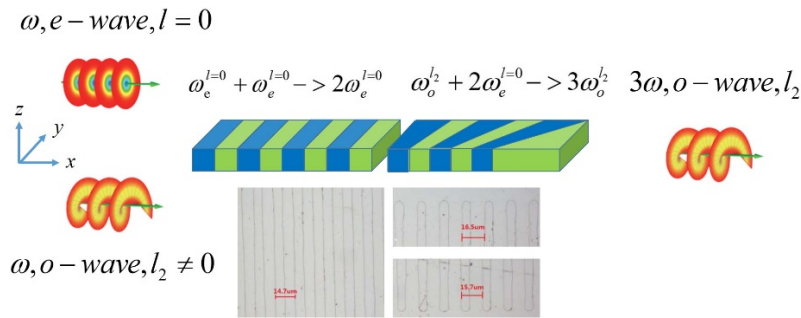 ω, e − wave, l = 0
ω_e^{l=0} + ω_e^{l=0} − > 2ω_e^{l=0}
ω_o^{l_2} + 2ω_e^{l=0} − > 3ω_o^{l_2}
3ω, o − wave, l_2
z
y
x
ω, o − wave, l_2 ≠ 0
14.7um
16.5um
15.7um